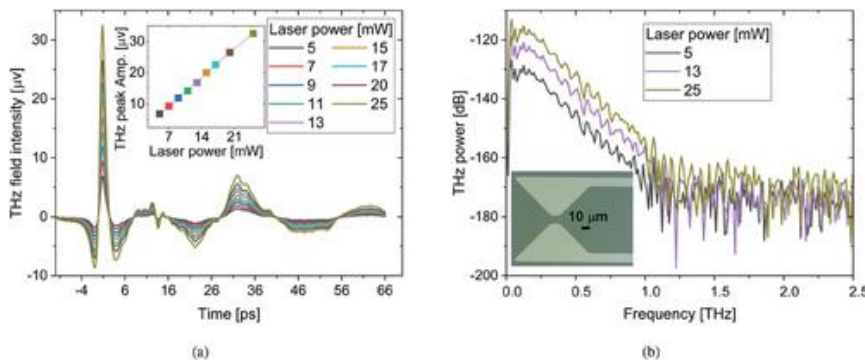 Laser power [mW]
5 15
7 17
9 20
11 25
13
THz peak Amp. [μv]
40
30
20
10
7 14 21
Laser power [mW]
THz field intensity [μv]
35
30
20
10
0
-10
-4 6 16 26 36 46 56 66
Time [ps]
(a)
Laser power [mW]
5
13
25
THz power [dB]
-120
-140
-160
-180
-200
10 μm
0.0 0.5 1.0 1.5 2.0 2.5
Frequency [THz]
(b)